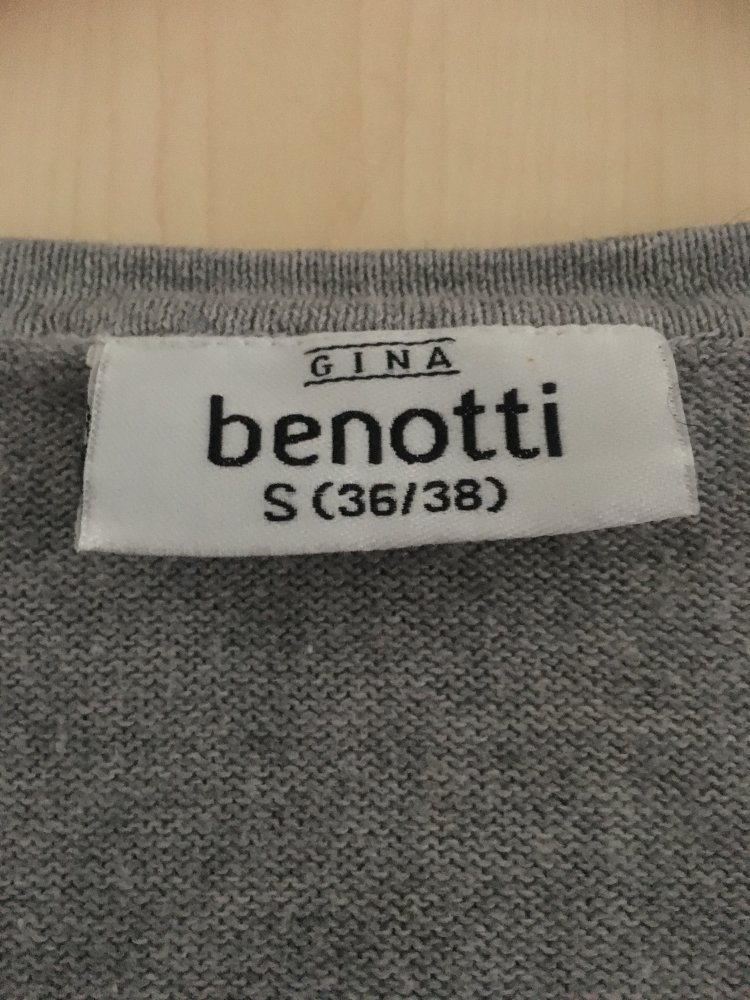 GINA
benotti
S (36/38)